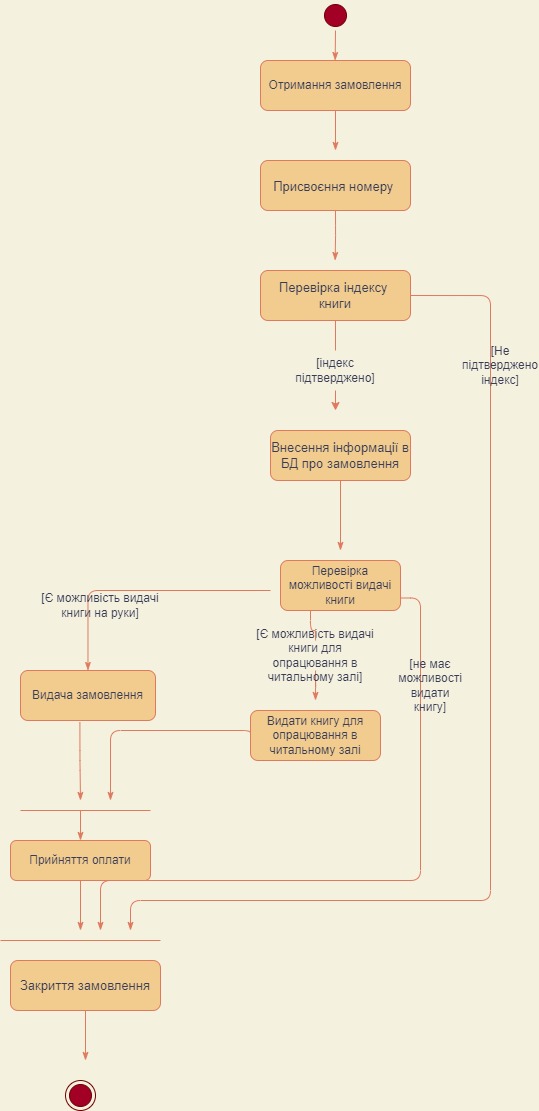 Отримання замовлення
Присвоєння номеру
Перевірка індексу
книги
[індекс
підтверджено]
[Не
підтверджено
індекс]
Внесення інформації в
БД про замовлення
Перевірка
можливості видачі
книги
[Є можливість видачі
книги на руки]
[Є можливість видачі
книги для
опрацювання в
читальному залі]
[не має
можливості
видати
книгу]
Видача замовлення
Видати книгу для
опрацювання в
читальному залі
Прийняття оплати
Закриття замовлення